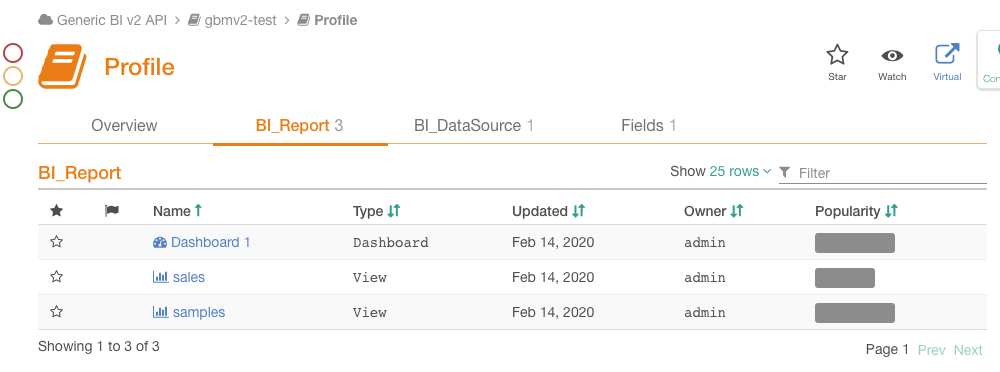 Generic BI v2 API > gbmv2-test > Profile
Profile
Star Watch Virtual
Overview BI_Report 3 BI_DataSource 1 Fields 1
BI_Report Show 25 rows Filter
Name Type Updated Owner Popularity
Dashboard 1 Dashboard Feb 14, 2020 admin
sales View Feb 14, 2020 admin
samples View Feb 14, 2020 admin
Showing 1 to 3 of 3 Page 1 Prev Next